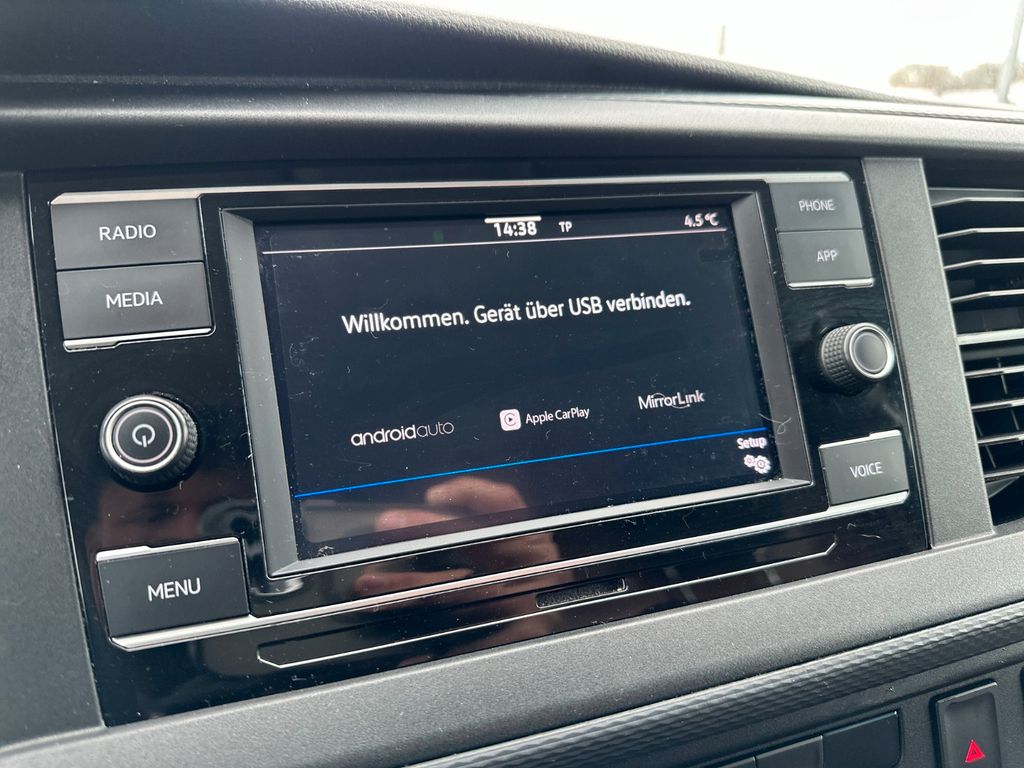 RADIO
MEDIA
14:38 TP 4.5 °C
PHONE
APP
Willkommen. Gerät über USB verbinden.
androidauto
Apple CarPlay
MirrorLink
Setup
VOICE
MENU